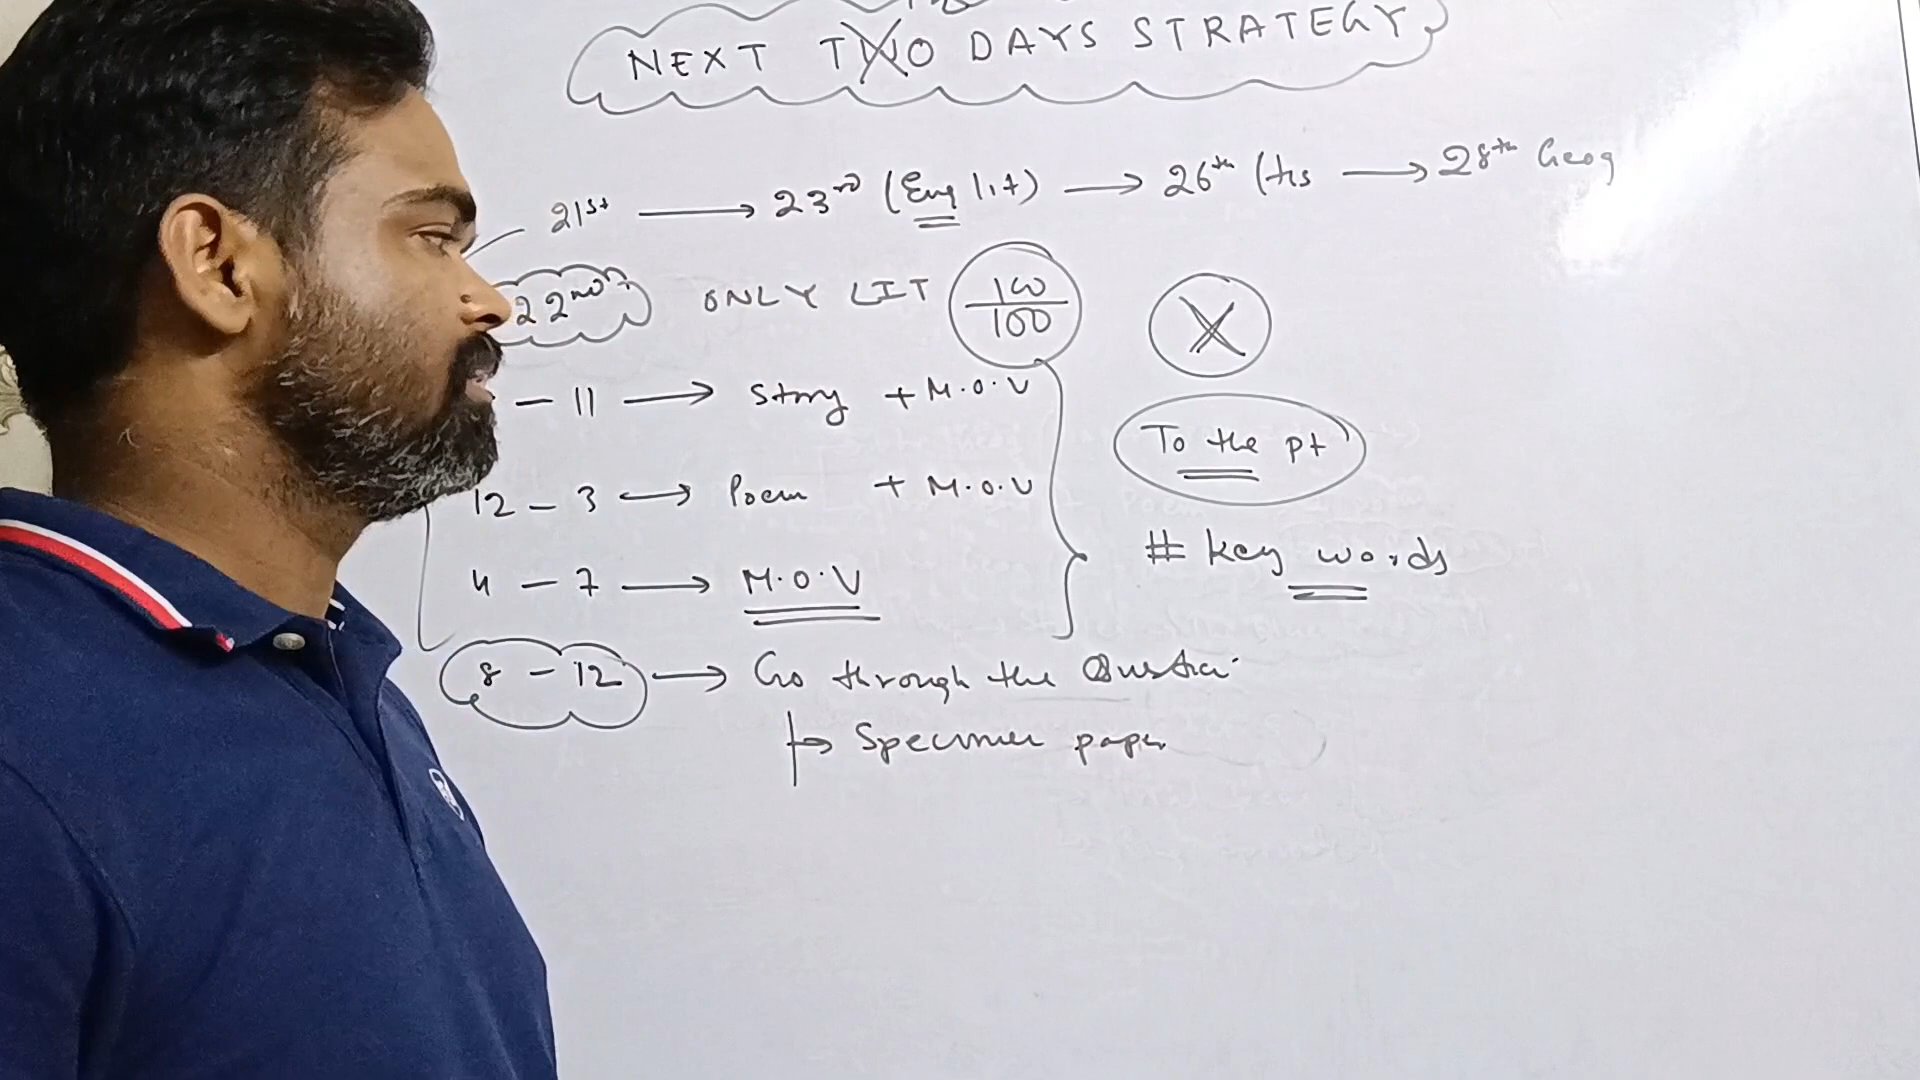 NEXT TWO DAYS STRATEGY
21st → 23rd (Eng lit) → 26th (His → 28th Geog
22nd ONLY LIT 100/100 X
- 11 → Story + M.O.V
To the pt
12 - 3 → Poem + M.O.V
# key words
4 - 7 → M.O.V
8 - 12 → Go through the
→ Specimen paper